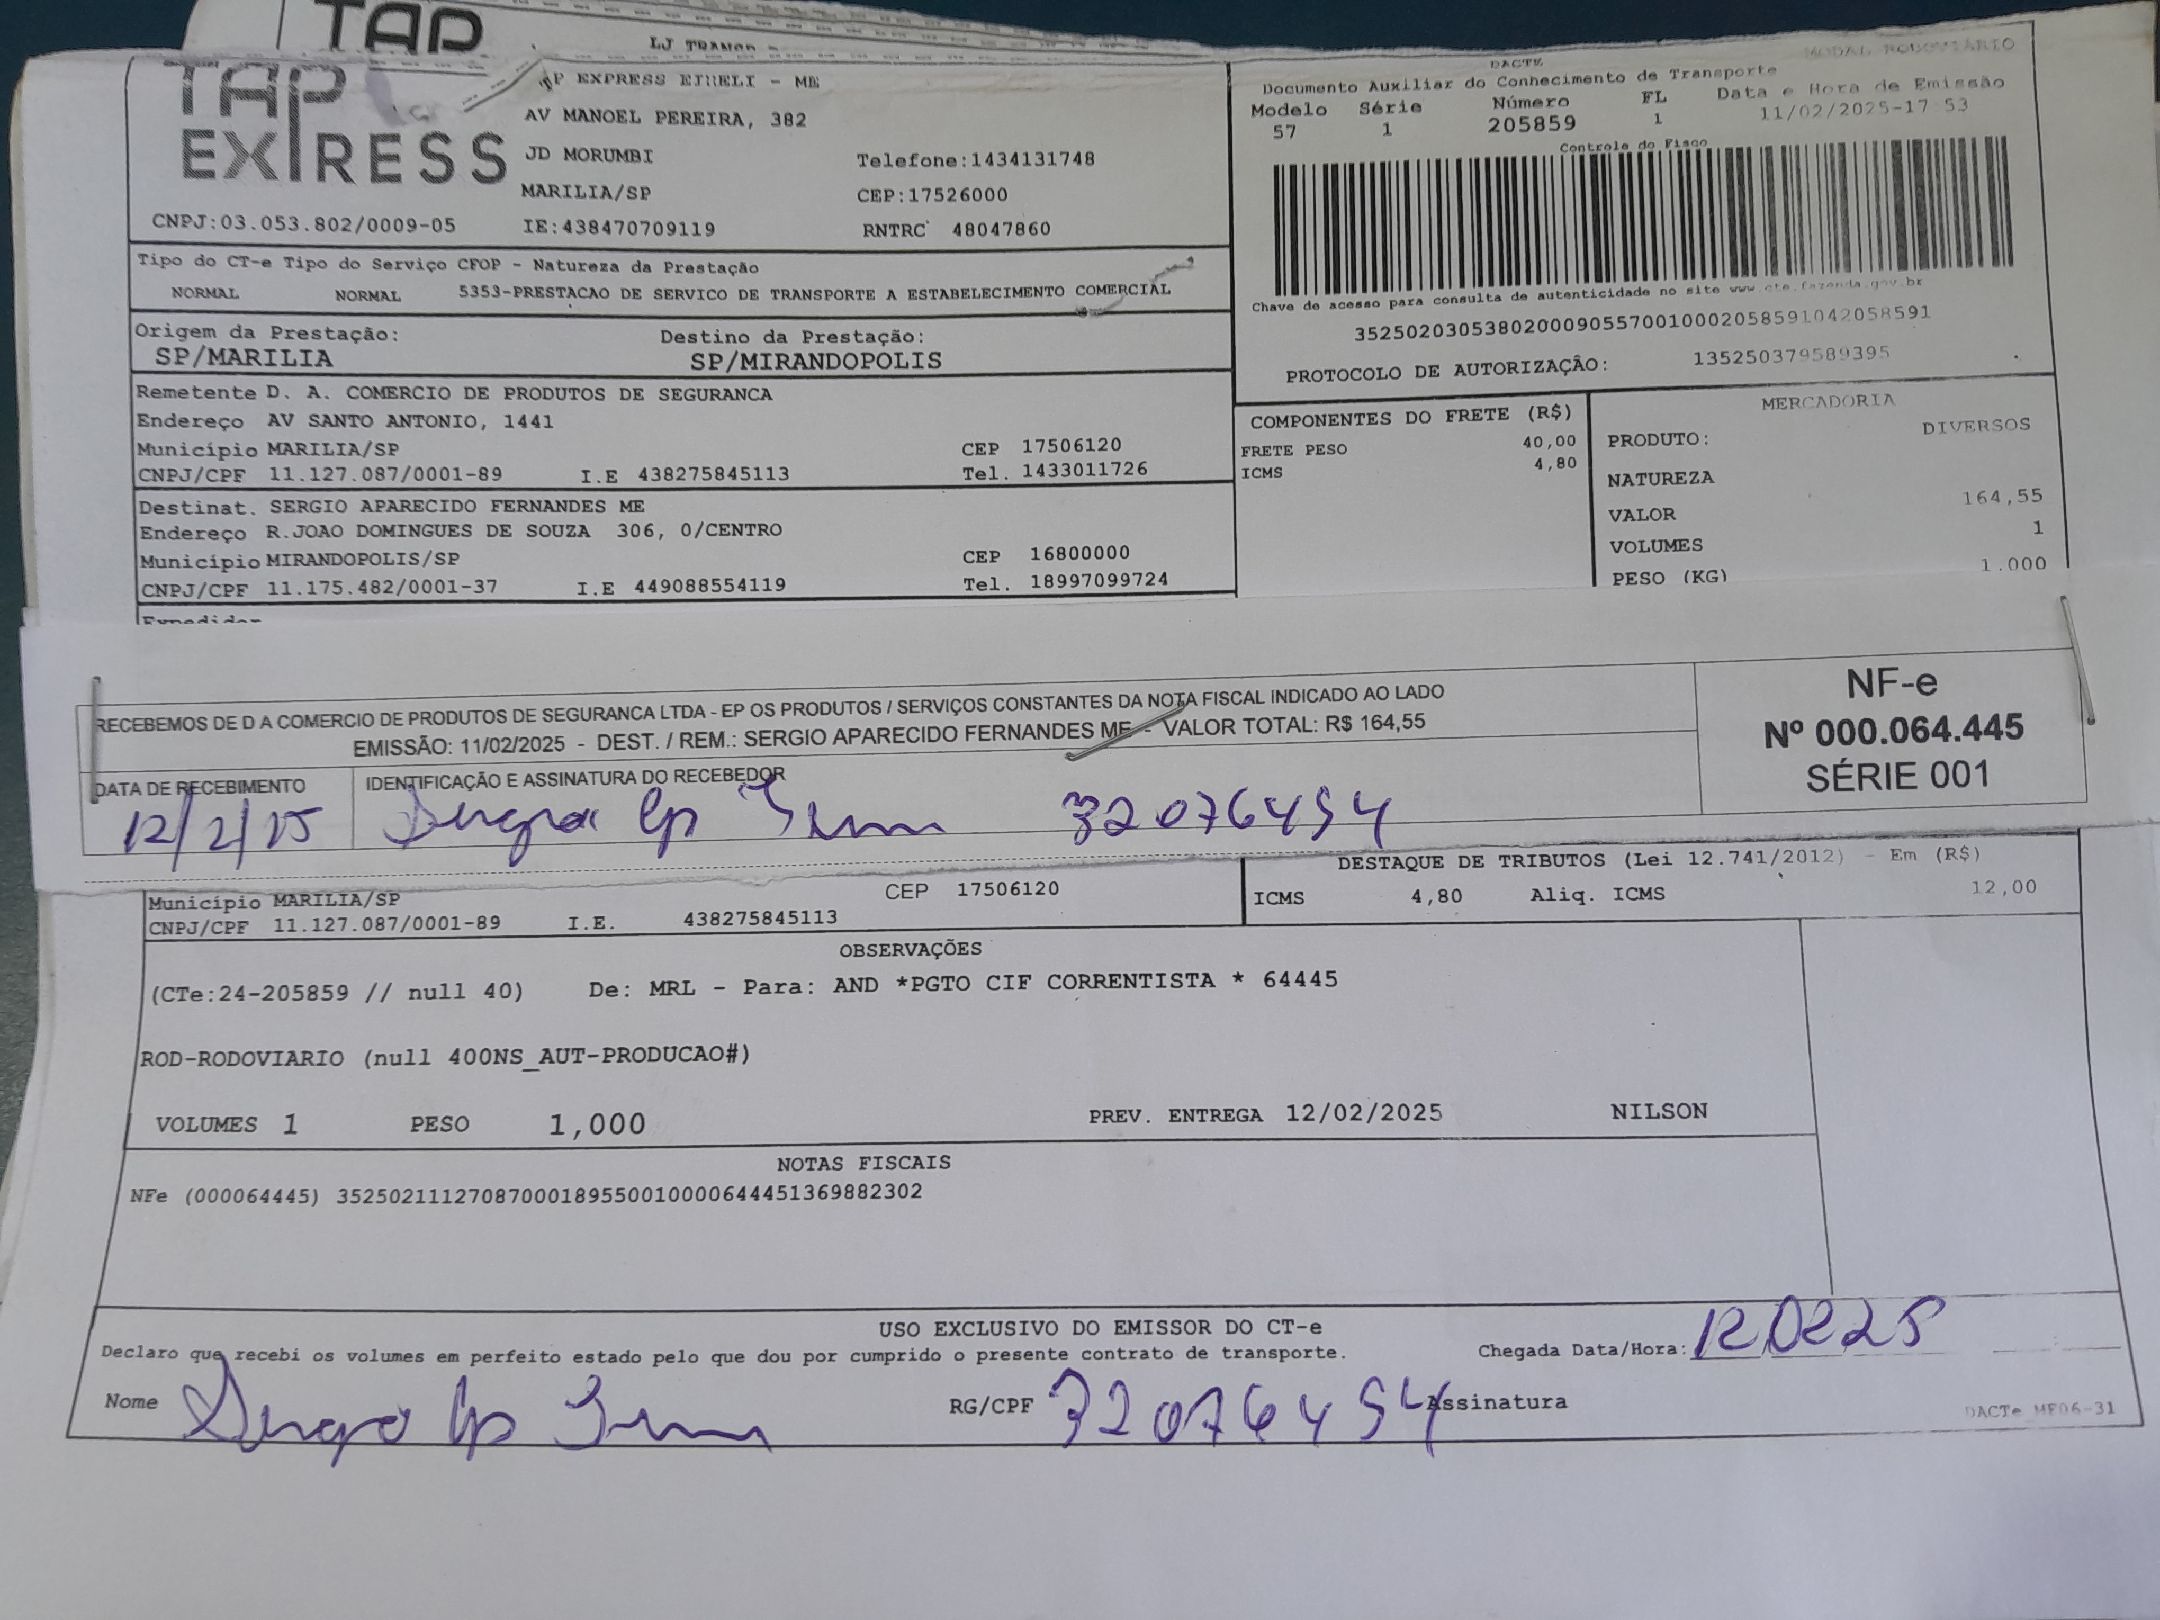 TAP
TAP
EXPRESS
P EXPRESS EIRELI - ME
AV MANOEL PEREIRA, 382
JD MORUMBI Telefone:1434131748
MARILIA/SP CEP:17526000
CNPJ:03.053.802/0009-05 IE:438470709119 RNTRC 48047860
MODAL RODOVIARIO
DACTE
Documento Auxiliar do Conhecimento de Transporte
Modelo Série Número FL Data e Hora de Emissão
57 1 205859 1 11/02/2025-17 53
Controle do Fisco
Chave de acesso para consulta de autenticidade no site www.cte.fazenda.gov.br
35250203053802000905570010002058591042058591
PROTOCOLO DE AUTORIZAÇÃO: 135250379589395
Tipo do CT-e Tipo do Serviço CFOP - Natureza da Prestação
NORMAL NORMAL 5353-PRESTACAO DE SERVICO DE TRANSPORTE A ESTABELECIMENTO COMERCIAL
Origem da Prestação: Destino da Prestação:
SP/MARILIA SP/MIRANDOPOLIS
Remetente D. A. COMERCIO DE PRODUTOS DE SEGURANCA
Endereço AV SANTO ANTONIO, 1441
Município MARILIA/SP CEP 17506120
CNPJ/CPF 11.127.087/0001-89 I.E 438275845113 Tel. 1433011726
Destinat. SERGIO APARECIDO FERNANDES ME
Endereço R.JOAO DOMINGUES DE SOUZA 306, 0/CENTRO
Município MIRANDOPOLIS/SP CEP 16800000
CNPJ/CPF 11.175.482/0001-37 I.E 449088554119 Tel. 18997099724
COMPONENTES DO FRETE (R$)
FRETE PESO 40,00
ICMS 4,80
MERCADORIA
PRODUTO: DIVERSOS
NATUREZA
VALOR 164,55
VOLUMES 1
PESO (KG) 1.000
Expedidor
RECEBEMOS DE D A COMERCIO DE PRODUTOS DE SEGURANCA LTDA - EP OS PRODUTOS / SERVIÇOS CONSTANTES DA NOTA FISCAL INDICADO AO LADO
EMISSÃO: 11/02/2025 - DEST. / REM.: SERGIO APARECIDO FERNANDES ME - VALOR TOTAL: R$ 164,55
NF-e
Nº 000.064.445
SÉRIE 001
DATA DE RECEBIMENTO IDENTIFICAÇÃO E ASSINATURA DO RECEBEDOR
12/2/25 32076454
Município MARILIA/SP CEP 17506120
CNPJ/CPF 11.127.087/0001-89 I.E. 438275845113
DESTAQUE DE TRIBUTOS (Lei 12.741/2012) - Em (R$)
ICMS 4,80 Aliq. ICMS 12,00
OBSERVAÇÕES
(CTe:24-205859 // null 40) De: MRL - Para: AND *PGTO CIF CORRENTISTA * 64445
ROD-RODOVIARIO (null 400NS_AUT-PRODUCAO#)
VOLUMES 1 PESO 1,000 PREV. ENTREGA 12/02/2025 NILSON
NOTAS FISCAIS
NFe (000064445) 35250211127087000189550010000644451369882302
USO EXCLUSIVO DO EMISSOR DO CT-e
Declaro que recebi os volumes em perfeito estado pelo que dou por cumprido o presente contrato de transporte. Chegada Data/Hora: 12 02 25
Nome RG/CPF 32076454 Assinatura
DACTe MF06-31